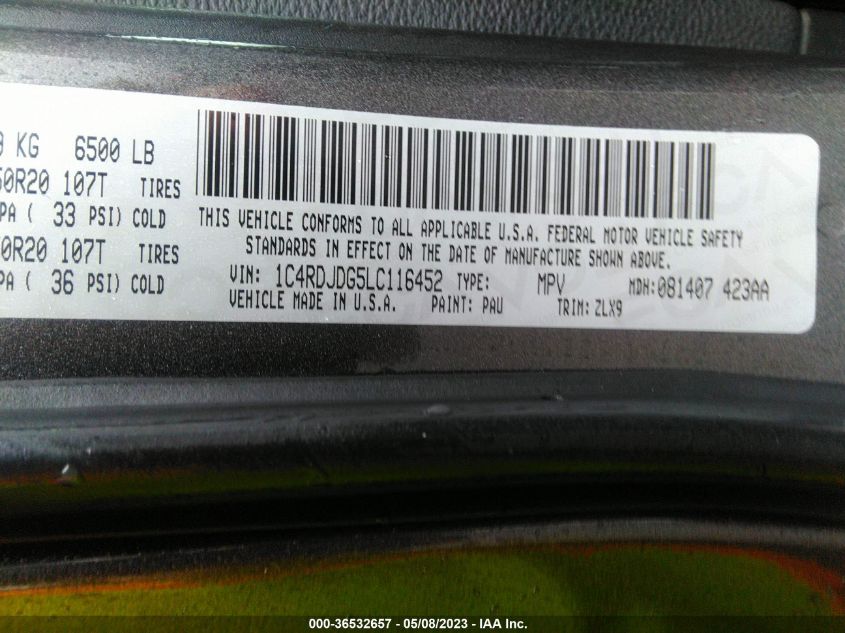 KG 6500 LB
50R20 107T TIRES
PA ( 33 PSI) COLD
0R20 107T TIRES
PA ( 36 PSI) COLD
THIS VEHICLE CONFORMS TO ALL APPLICABLE U.S.A. FEDERAL MOTOR VEHICLE SAFETY
STANDARDS IN EFFECT ON THE DATE OF MANUFACTURE SHOWN ABOVE.
VIN: 1C4RDJDG5LC116452 TYPE: MPV MDH:081407 423AA
VEHICLE MADE IN U.S.A. PAINT: PAU TRIM: ZLX9
000-36532657 - 05/08/2023 - IAA Inc.